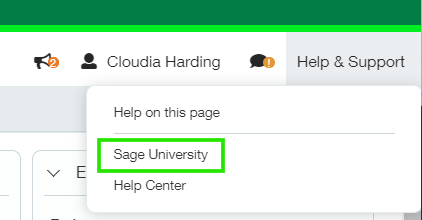 2 Cloudia Harding ! Help & Support
Help on this page
Sage University
Help Center
E